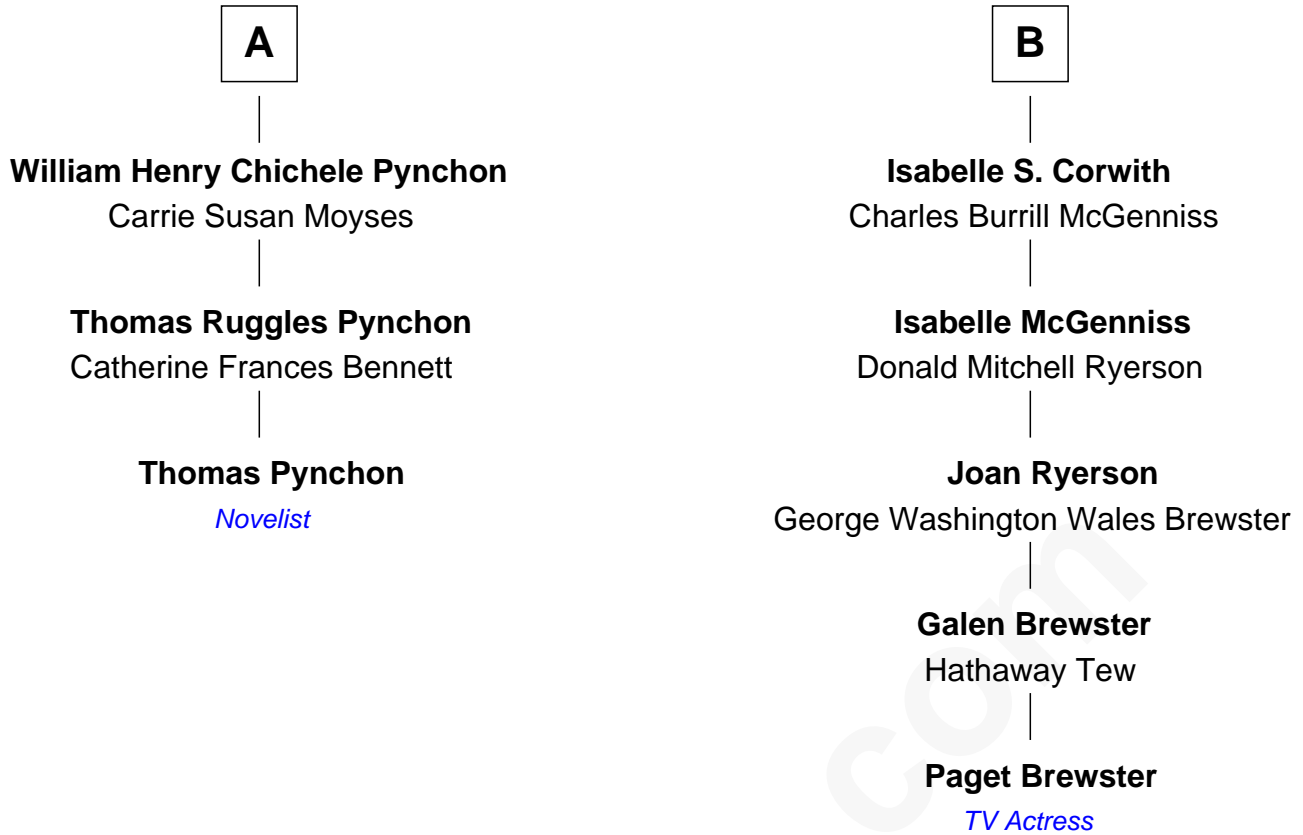 A
William Henry Chichele Pynchon
Carrie Susan Moyses
Thomas Ruggles Pynchon
Catherine Frances Bennett
Thomas Pynchon
Novelist
B
Isabelle S. Corwith
Charles Burrill McGenniss
Isabelle McGenniss
Donald Mitchell Ryerson
Joan Ryerson
George Washington Wales Brewster
Galen Brewster
Hathaway Tew
Paget Brewster
TV Actress
com